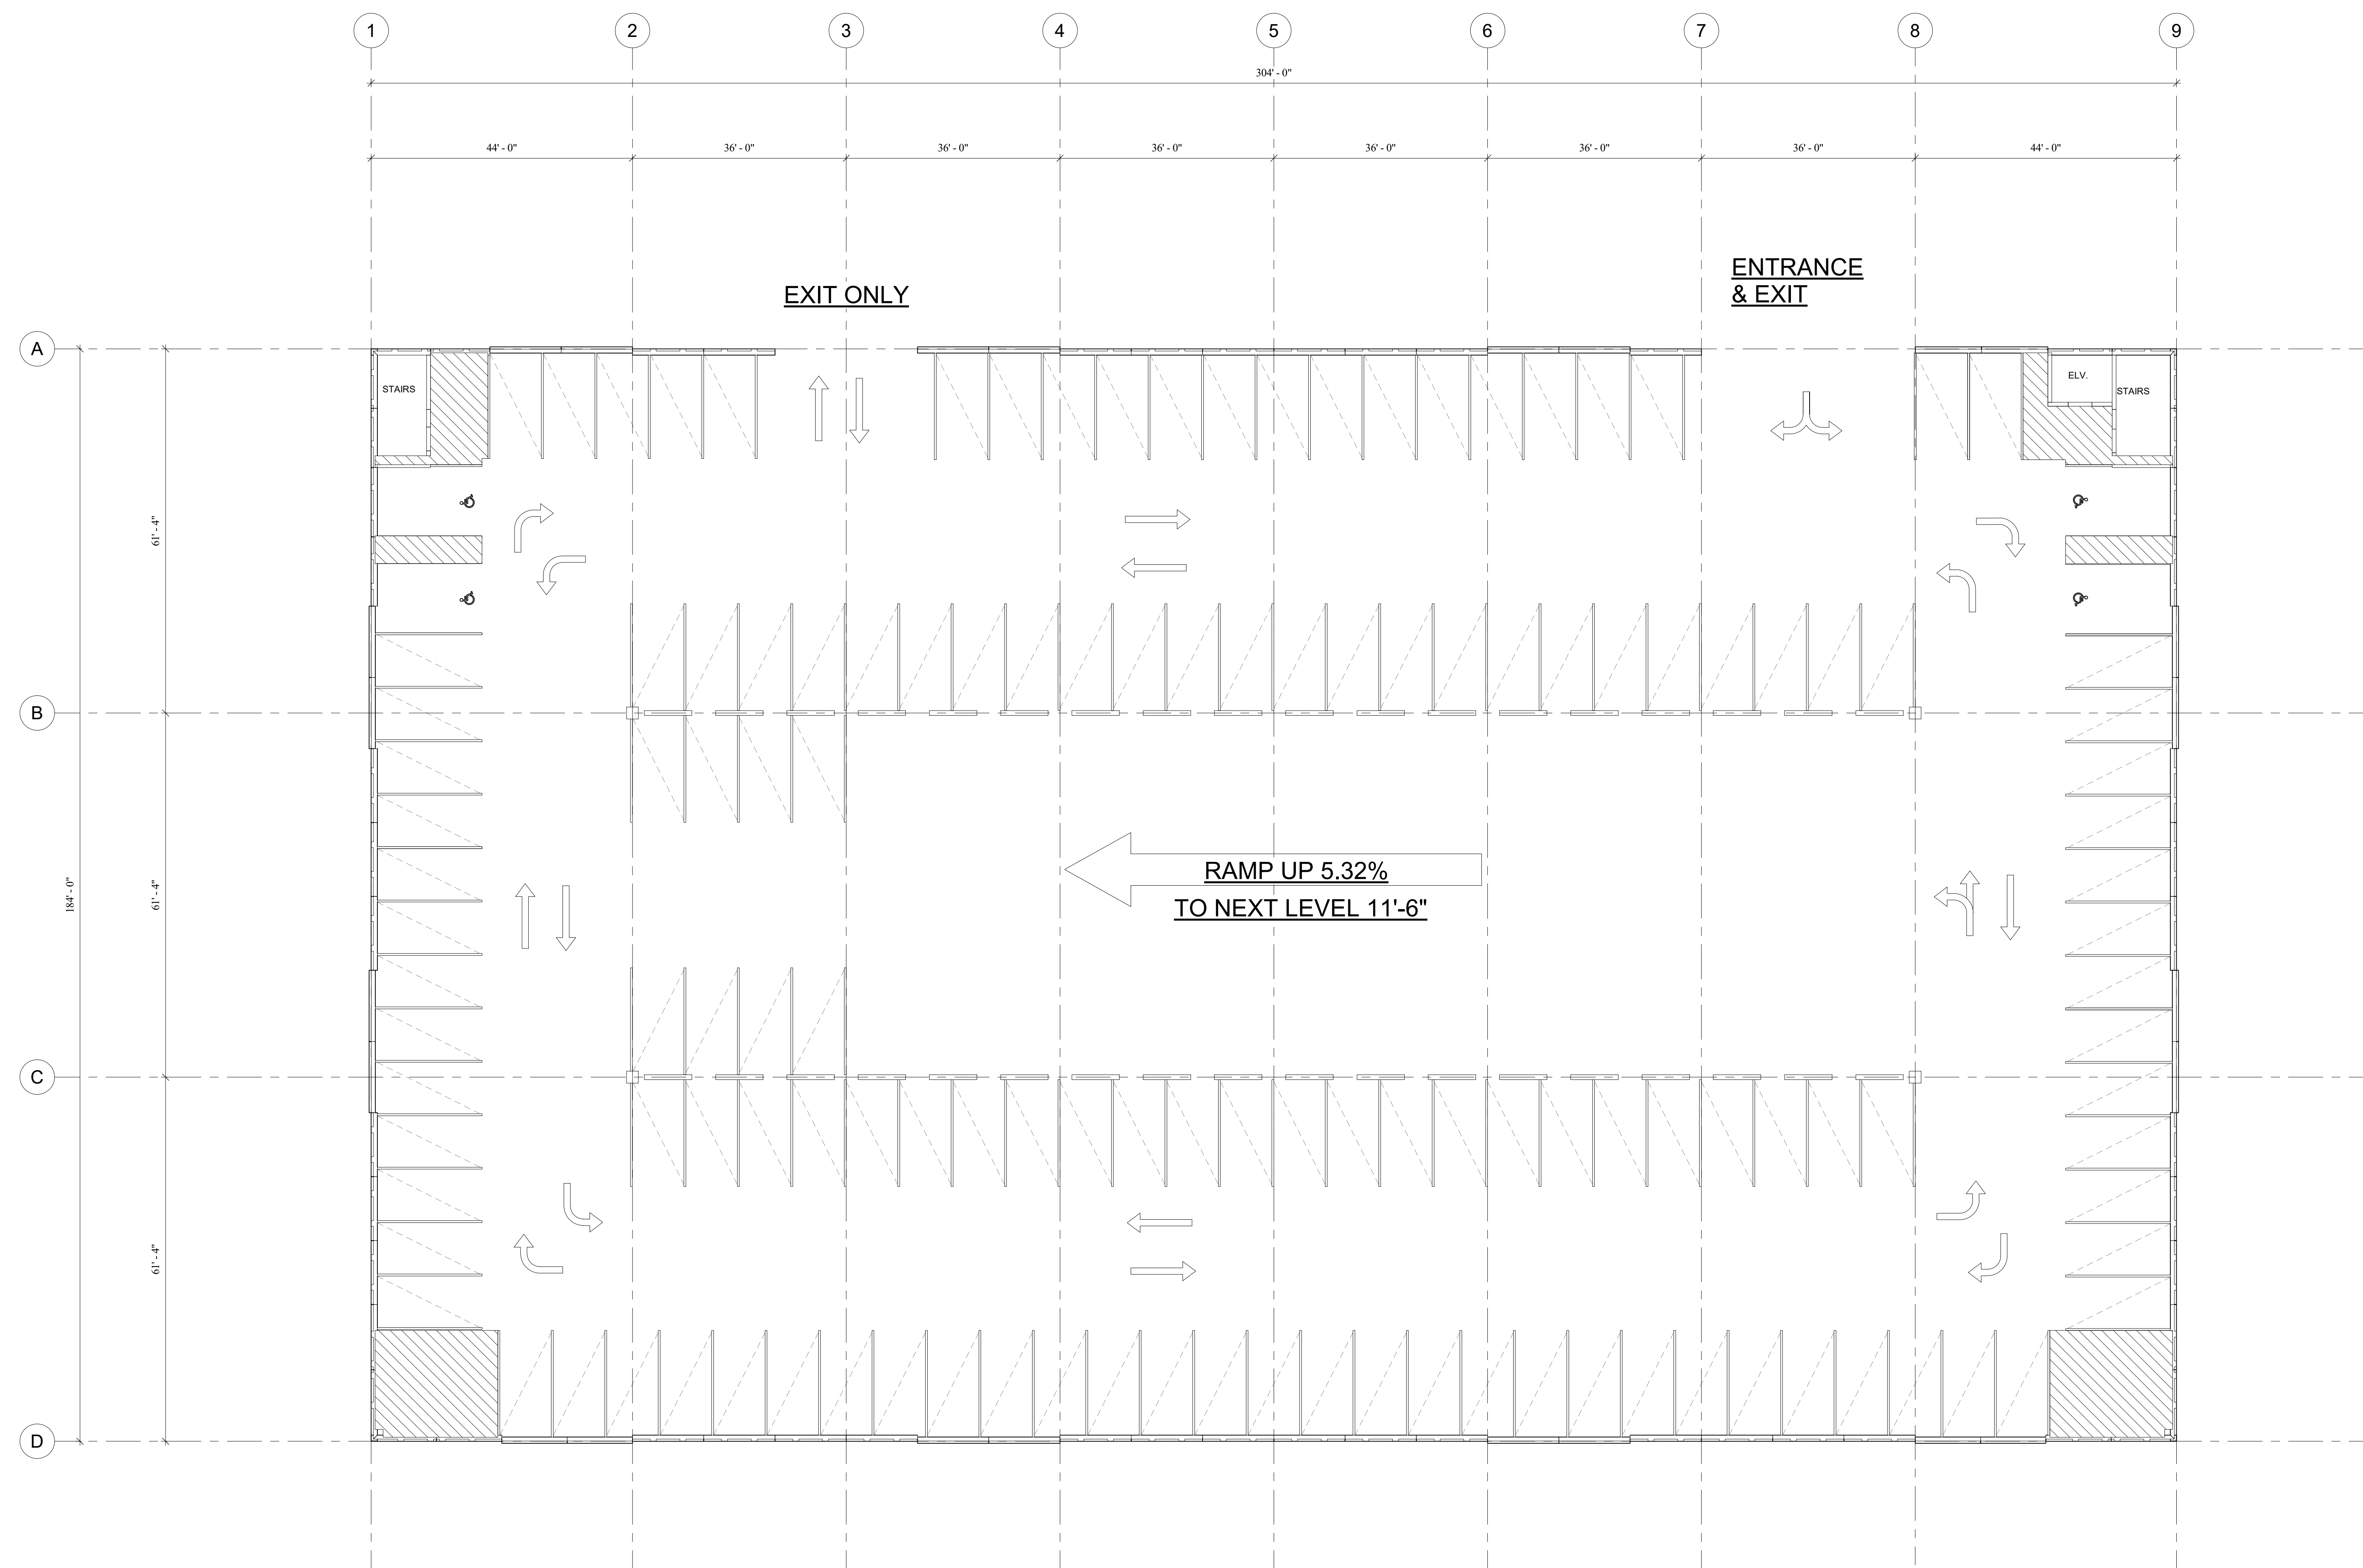 1 2 3 4 5 6 7 8 9
304' - 0"
44' - 0" 36' - 0" 36' - 0" 36' - 0" 36' - 0" 36' - 0" 36' - 0" 44' - 0"
ENTRANCE
& EXIT
EXIT ONLY
A
STAIRS
ELV.
STAIRS
61' - 4"
B
RAMP UP 5.32%
TO NEXT LEVEL 11'-6"
184' - 0"
61' - 4"
C
61' - 4"
D